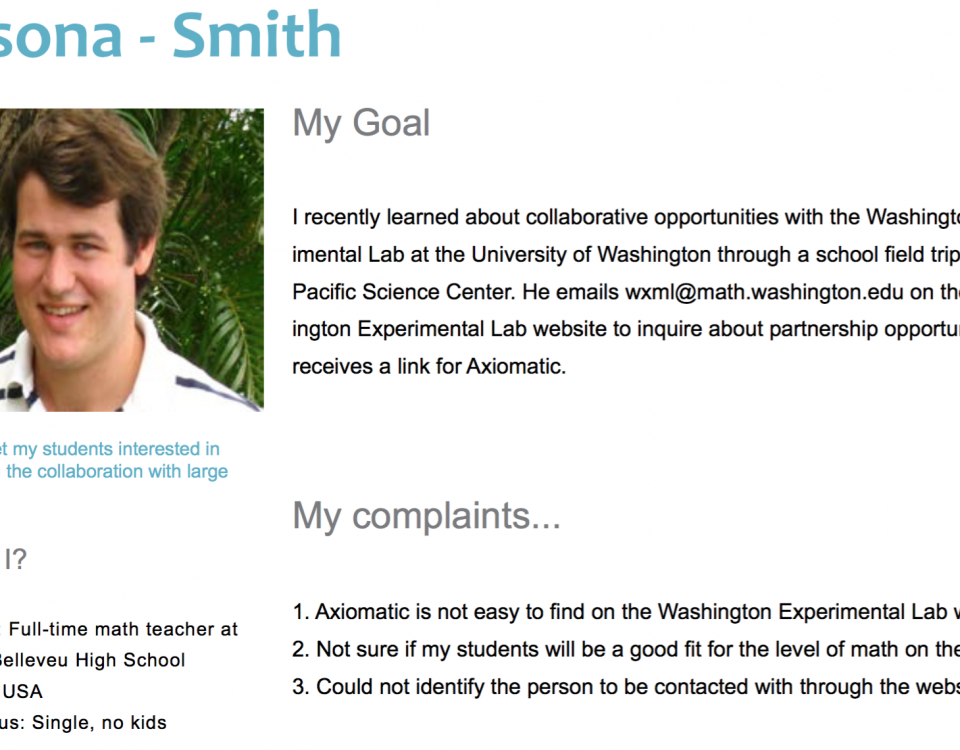 sona - Smith
My Goal
I recently learned about collaborative opportunities with the Washingto
imental Lab at the University of Washington through a school field trip
Pacific Science Center. He emails wxml@math.washington.edu on the
ington Experimental Lab website to inquire about partnership opportu
receives a link for Axiomatic.
et my students interested in
the collaboration with large
My complaints...
I?
1. Axiomatic is not easy to find on the Washington Experimental Lab w
2. Not sure if my students will be a good fit for the level of math on the
3. Could not identify the person to be contacted with through the webs
: Full-time math teacher at
Belleveu High School
USA
us: Single, no kids